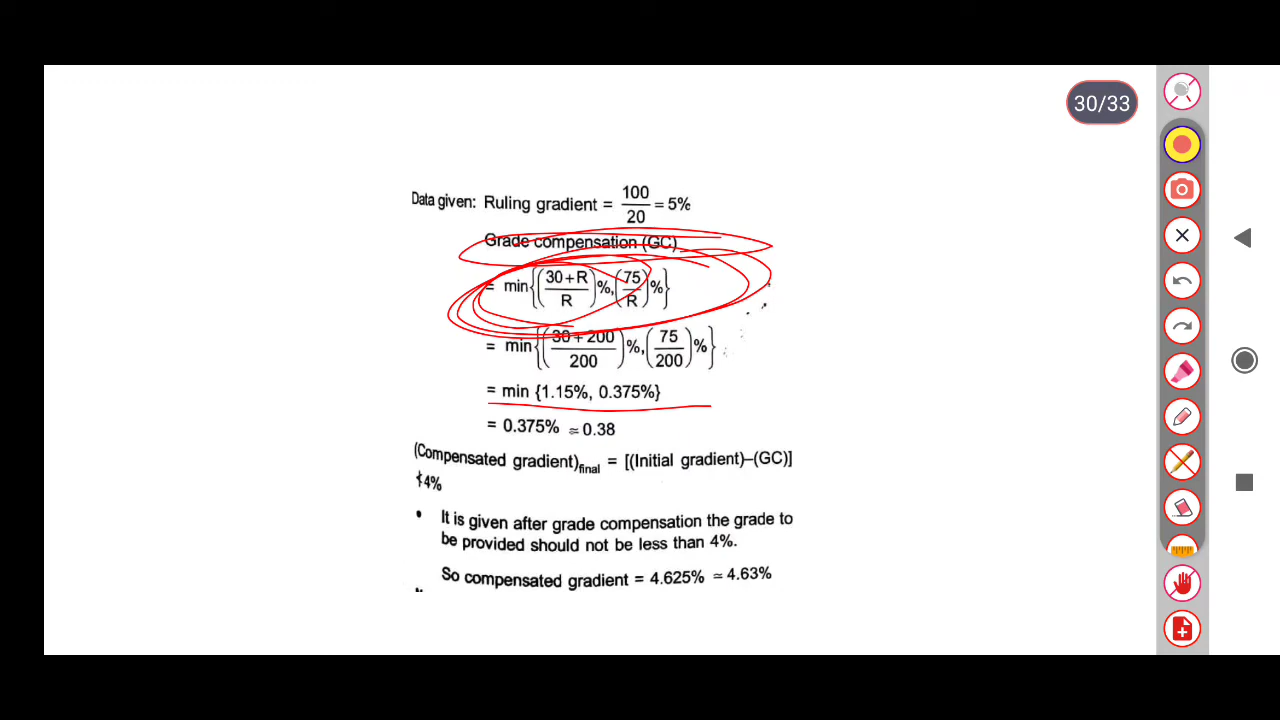 30/33
Data given: Ruling gradient = 100/20 = 5%
Grade compensation (GC)
= min{((30+R)/R)%,(75/R)%}
= min{((30+200)/200)%,(75/200)%}
= min {1.15%, 0.375%}
= 0.375% ≃ 0.38
(Compensated gradient)final = [(Initial gradient)–(GC)]
≮4%
• It is given after grade compensation the grade to
be provided should not be less than 4%.
So compensated gradient = 4.625% ≃ 4.63%